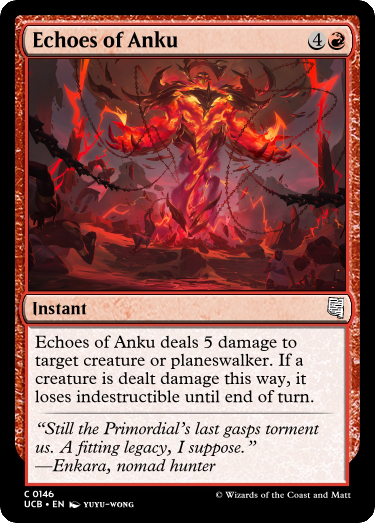 Echoes of Anku 4
Instant
Echoes of Anku deals 5 damage to
target creature or planeswalker. If a
creature is dealt damage this way, it
loses indestructible until end of turn.
“Still the Primordial’s last gasps torment
us. A fitting legacy, I suppose.”
—Enkara, nomad hunter
C 0146
UCB • EN YUYU-WONG
© Wizards of the Coast and Matt